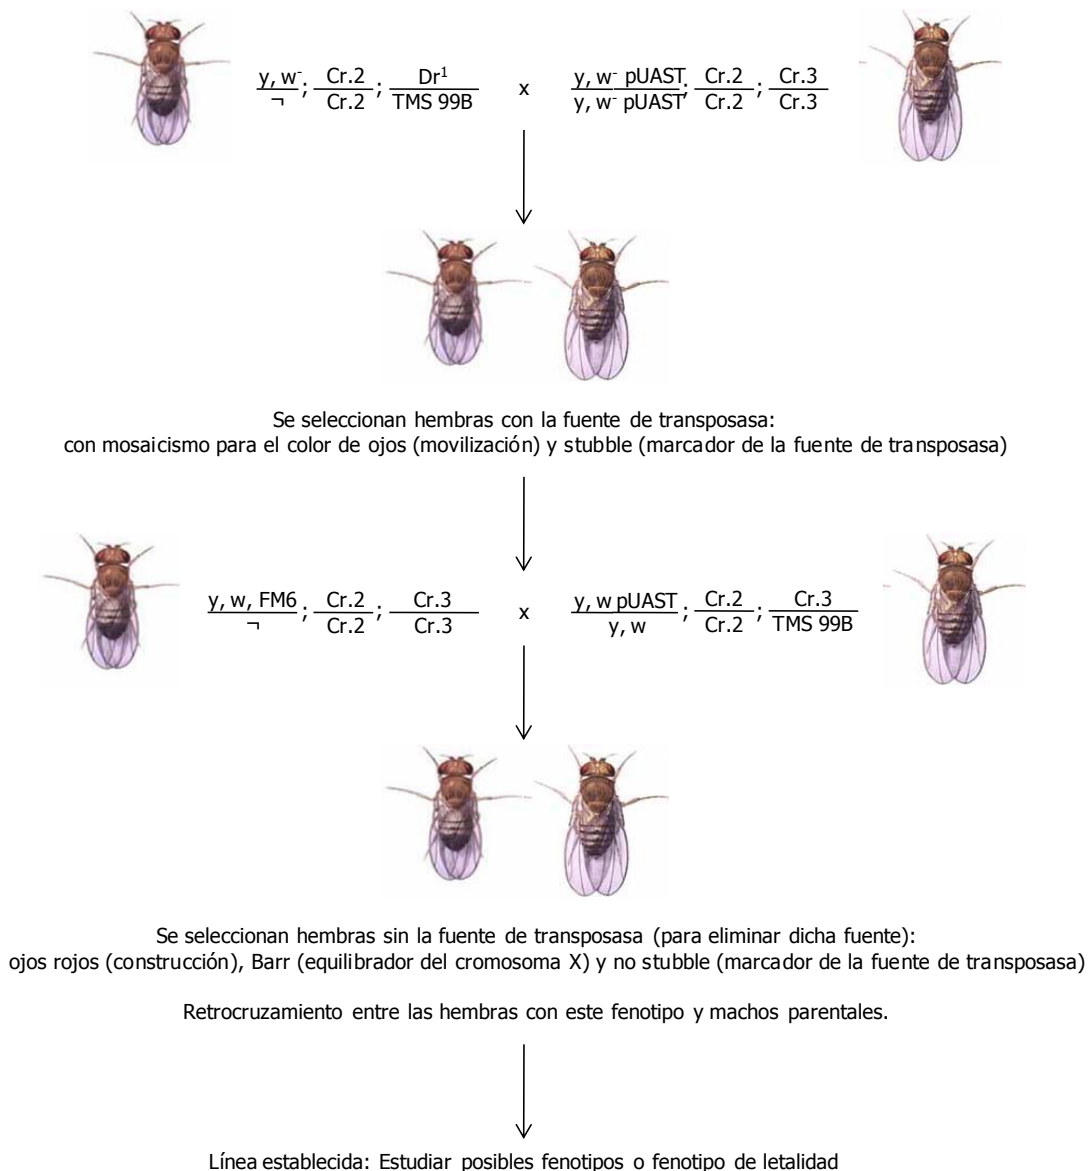 y, w⁻ ; Cr.2 ; Dr¹ x y, w⁻ pUAST ; Cr.2 ; Cr.3
¬ Cr.2 TMS 99B y, w⁻ pUAST Cr.2 Cr.3
Se seleccionan hembras con la fuente de transposasa:
con mosaicismo para el color de ojos (movilización) y stubble (marcador de la fuente de transposasa)
y, w, FM6 ; Cr.2 ; Cr.3 x y, w pUAST ; Cr.2 ; Cr.3
¬ Cr.2 Cr.3 y, w Cr.2 TMS 99B
Se seleccionan hembras sin la fuente de transposasa (para eliminar dicha fuente):
ojos rojos (construcción), Barr (equilibrador del cromosoma X) y no stubble (marcador de la fuente de transposasa)
Retrocruzamiento entre las hembras con este fenotipo y machos parentales.
Línea establecida: Estudiar posibles fenotipos o fenotipo de letalidad